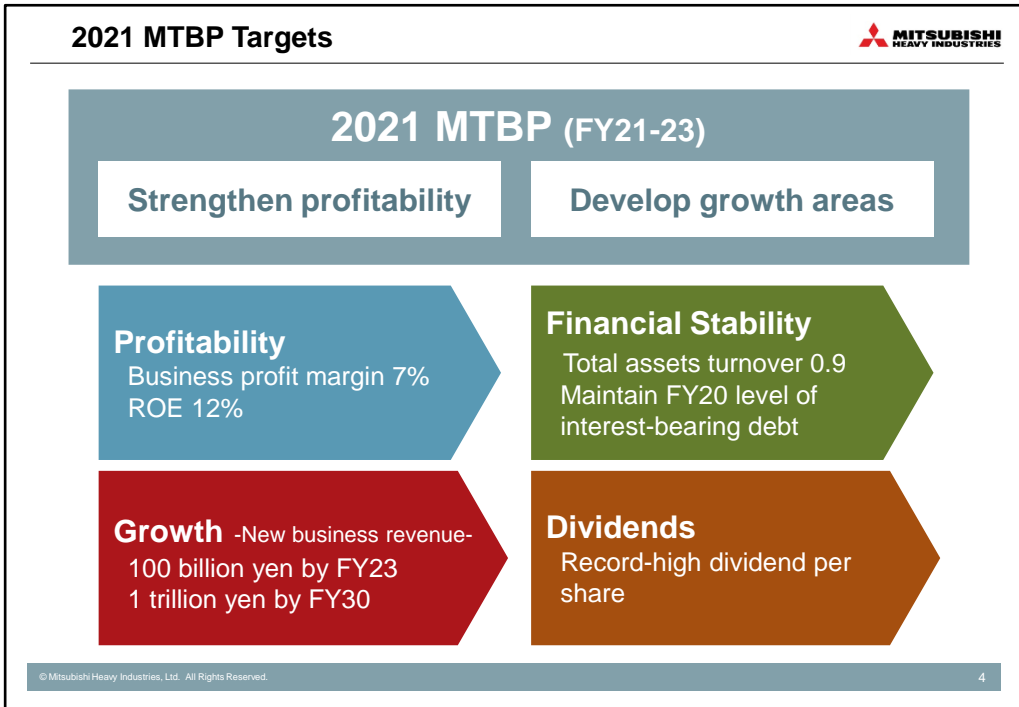 2021 MTBP Targets
MITSUBISHI
HEAVY INDUSTRIES
2021 MTBP (FY21-23)
Strengthen profitability
Develop growth areas
Profitability
Business profit margin 7%
ROE 12%
Financial Stability
Total assets turnover 0.9
Maintain FY20 level of
interest-bearing debt
Growth -New business revenue-
100 billion yen by FY23
1 trillion yen by FY30
Dividends
Record-high dividend per
share
© Mitsubishi Heavy Industries, Ltd. All Rights Reserved.
4